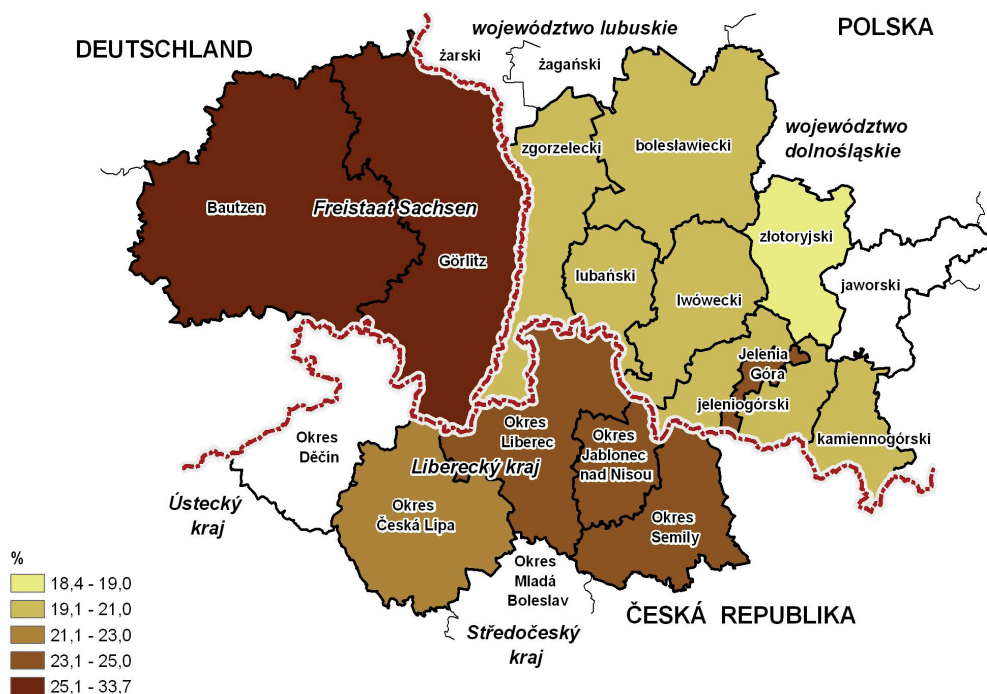 DEUTSCHLAND
województwo lubuskie
POLSKA
żarski
żagański
zgorzelecki
bolesławiecki
województwo
dolnośląskie
Bautzen
Freistaat Sachsen
złotoryjski
Görlitz
lubański
lwówecki
jaworski
Jelenia
Góra
jeleniogórski
kamiennogórski
Okres
Děčín
Okres
Liberec
Okres
Jablonec
nad Nisou
Liberecký kraj
Ústecký
kraj
Okres
Česká Lípa
Okres
Semily
Okres
Mladá
Boleslav
ČESKÁ REPUBLIKA
Středočeský
kraj
%
18,4 - 19,0
19,1 - 21,0
21,1 - 23,0
23,1 - 25,0
25,1 - 33,7